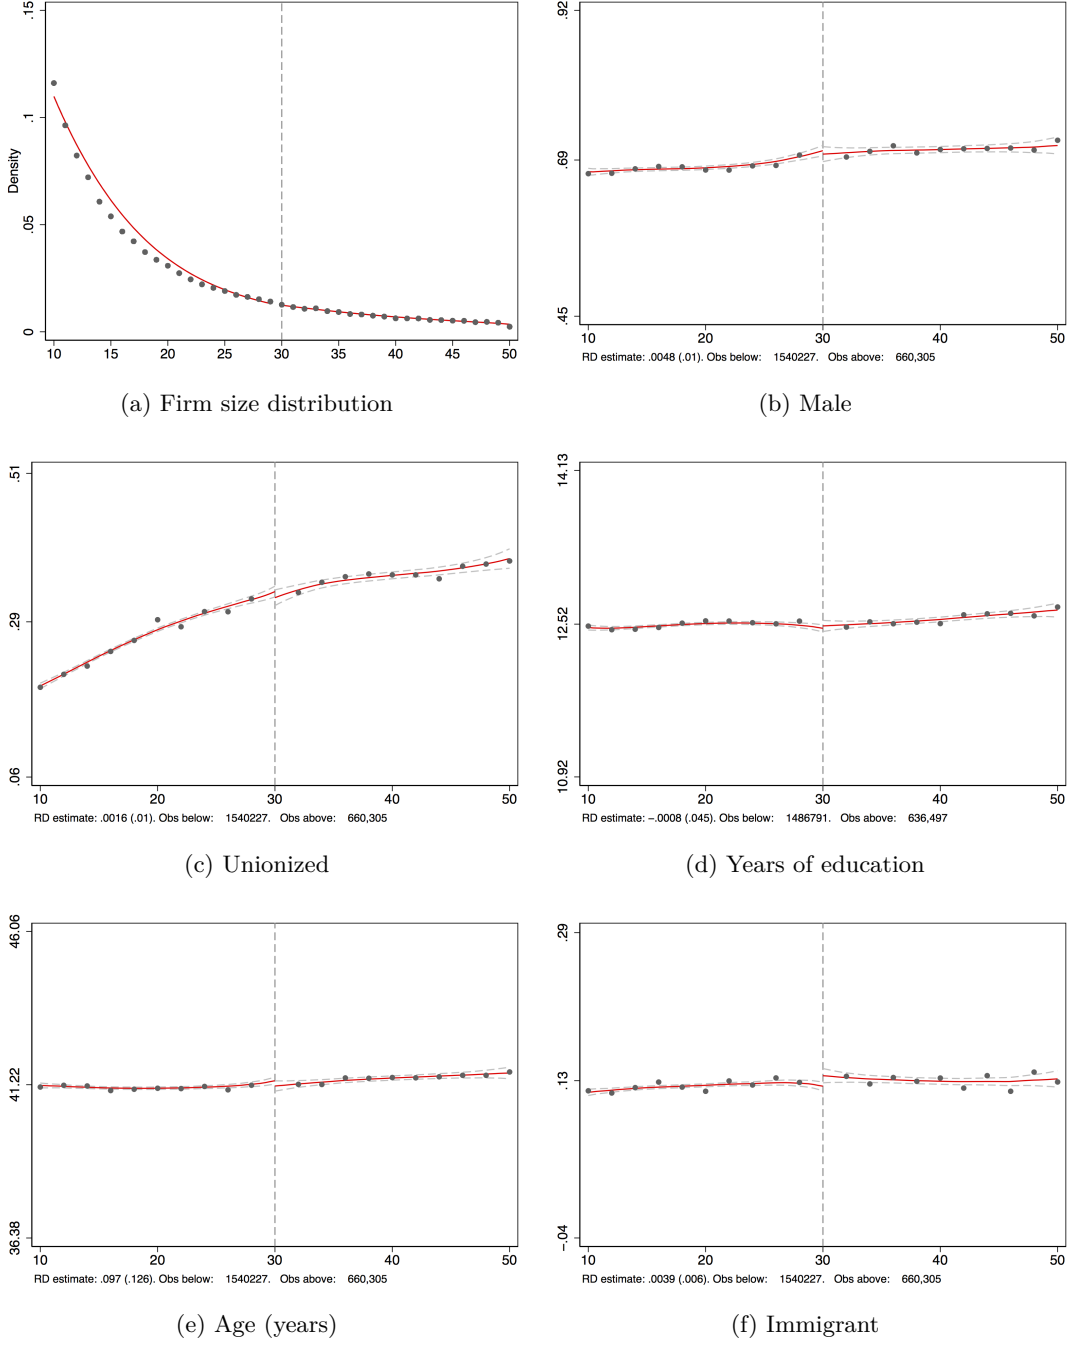 .15
.1
.05
0
Density
10 15 20 25 30 35 40 45 50
(a) Firm size distribution
.92
.69
.45
10 20 30 40 50
RD estimate: .0048 (.01). Obs below: 1540227. Obs above: 660,305
(b) Male
.51
.29
.06
10 20 30 40 50
RD estimate: .0016 (.01). Obs below: 1540227. Obs above: 660,305
(c) Unionized
14.13
12.52
10.92
10 20 30 40 50
RD estimate: −.0008 (.045). Obs below: 1486791. Obs above: 636,497
(d) Years of education
46.06
41.22
36.38
10 20 30 40 50
RD estimate: .097 (.126). Obs below: 1540227. Obs above: 660,305
(e) Age (years)
.29
.13
−.04
10 20 30 40 50
RD estimate: .0039 (.006). Obs below: 1540227. Obs above: 660,305
(f) Immigrant